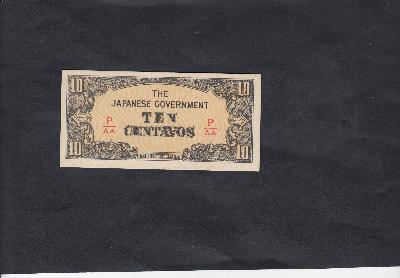 10 10
THE
JAPANESE GOVERNMENT
P TEN P
AA CENTAVOS AA
10 10